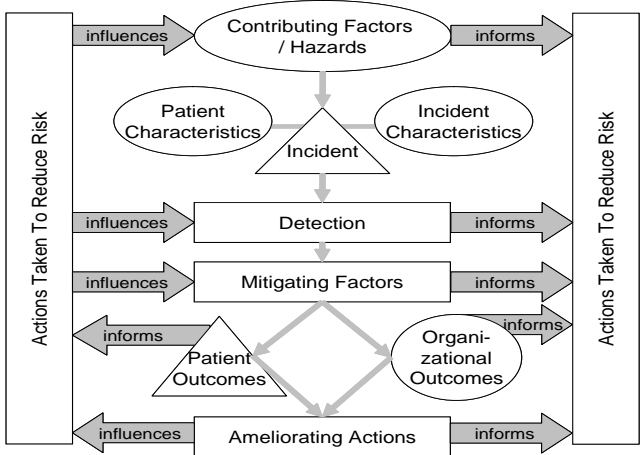 Actions Taken To Reduce Risk
influences
Contributing Factors
/ Hazards
informs
Patient
Characteristics
Incident
Characteristics
Incident
influences
Detection
informs
influences
Mitigating Factors
informs
informs
Patient
Outcomes
Organi-
zational
Outcomes
informs
influences
Ameliorating Actions
informs
Actions Taken To Reduce Risk